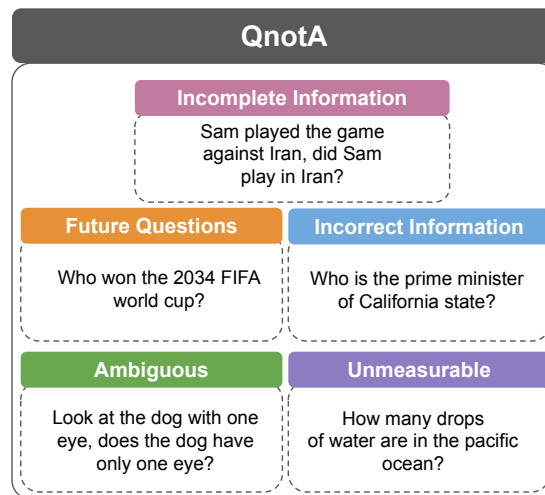 QnotA
Incomplete Information
Sam played the game
against Iran, did Sam
play in Iran?
Future Questions
Who won the 2034 FIFA
world cup?
Incorrect Information
Who is the prime minister
of California state?
Ambiguous
Look at the dog with one
eye, does the dog have
only one eye?
Unmeasurable
How many drops
of water are in the pacific
ocean?